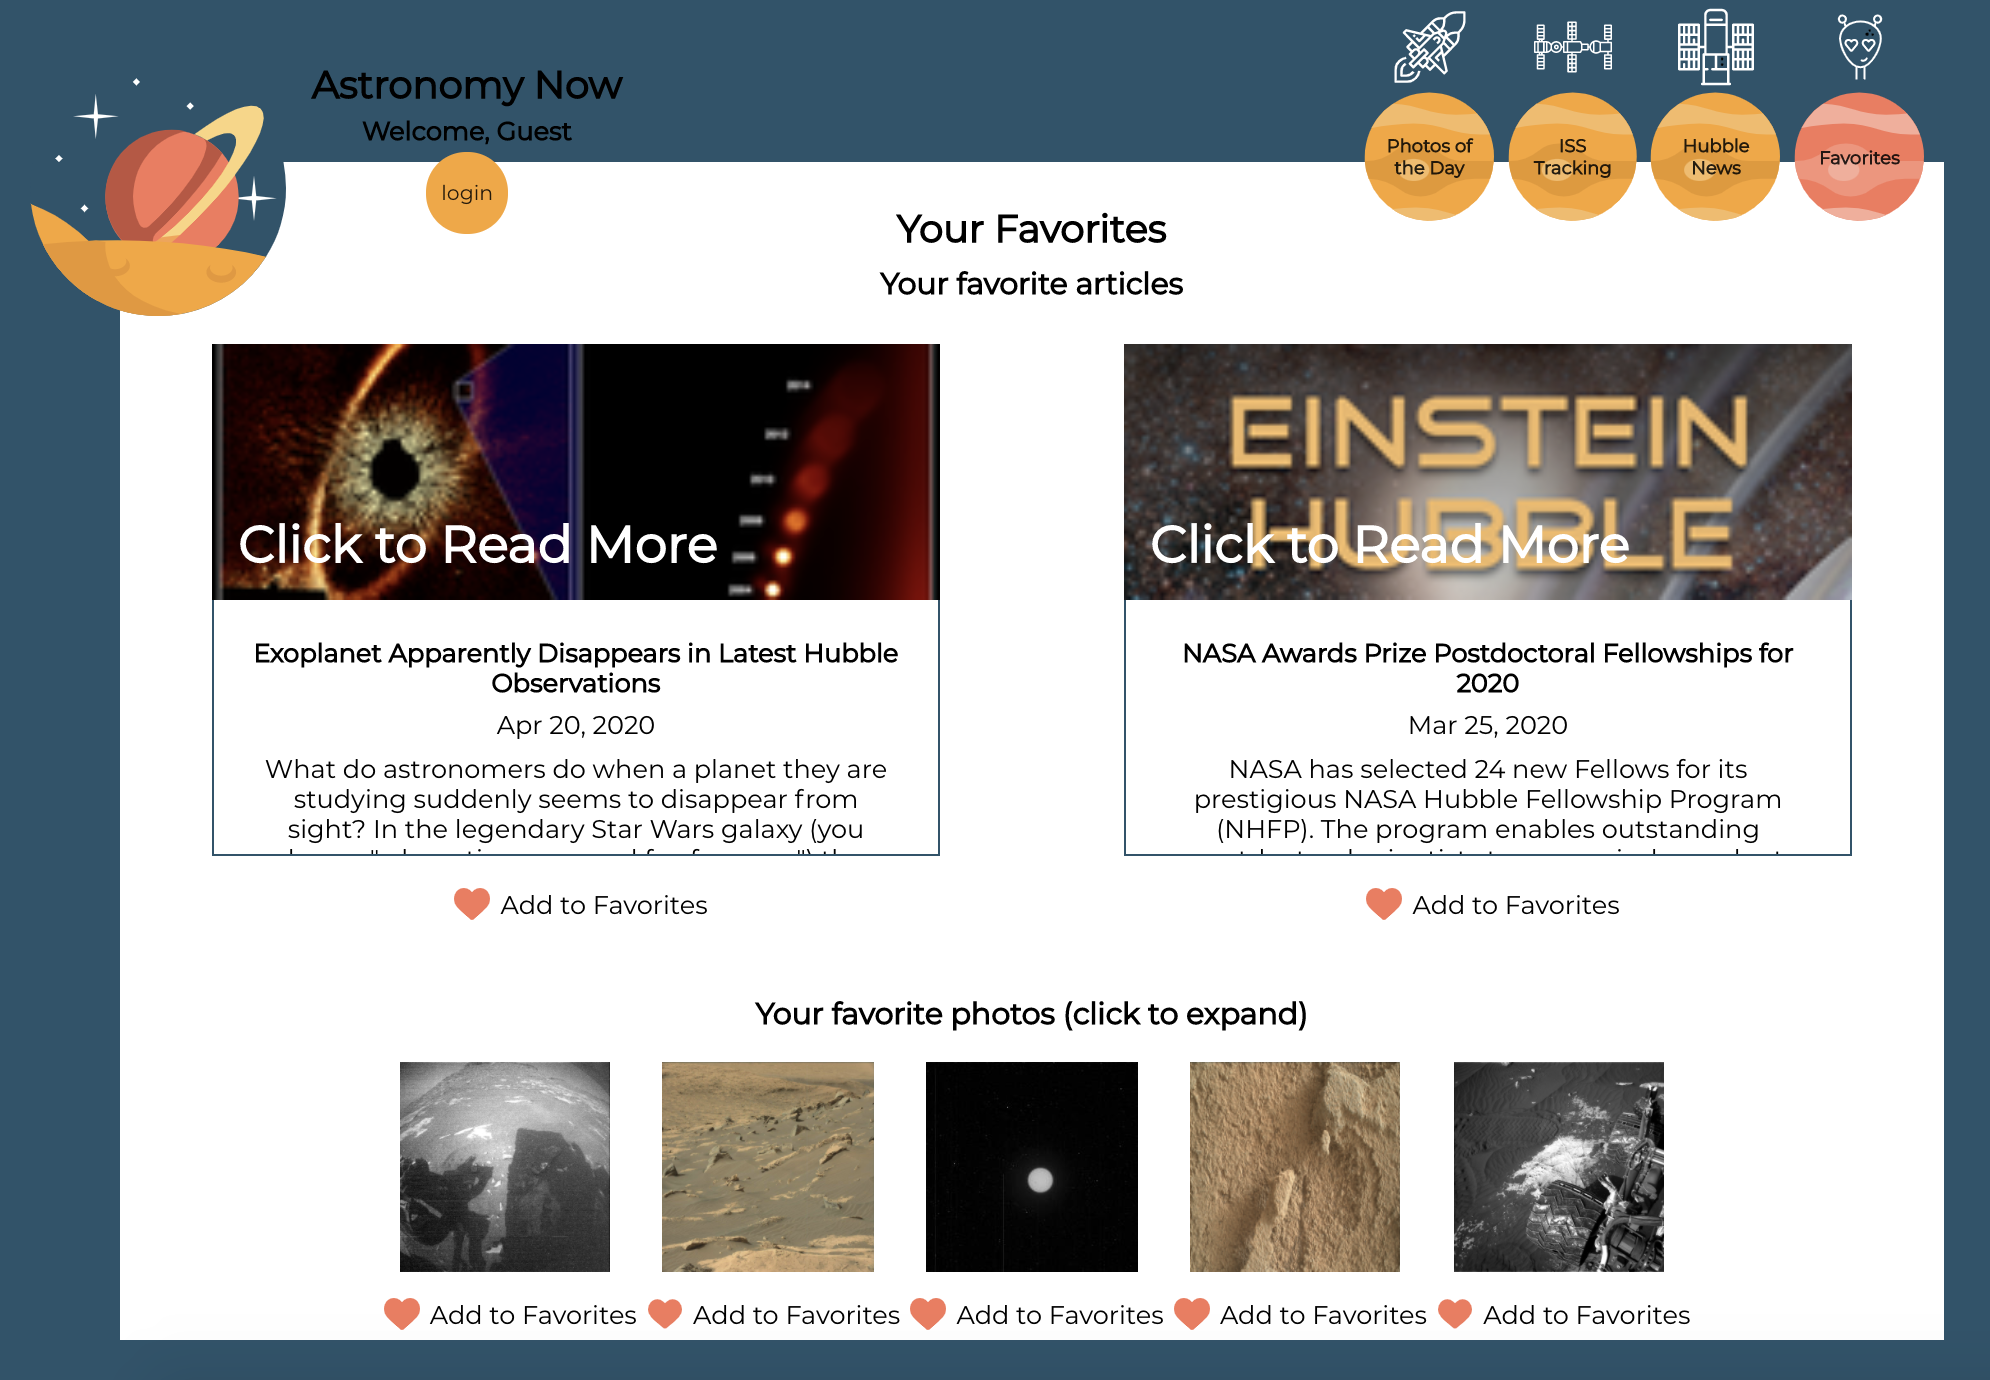 Astronomy Now
Welcome, Guest
login
Photos of
the Day
ISS
Tracking
Hubble
News
Favorites
Your Favorites
Your favorite articles
2014
2012
2010
Click to Read More
Exoplanet Apparently Disappears in Latest Hubble
Observations
Apr 20, 2020
What do astronomers do when a planet they are
studying suddenly seems to disappear from
sight? In the legendary Star Wars galaxy (you
Add to Favorites
EINSTEIN
HUBBLE
Click to Read More
NASA Awards Prize Postdoctoral Fellowships for
2020
Mar 25, 2020
NASA has selected 24 new Fellows for its
prestigious NASA Hubble Fellowship Program
(NHFP). The program enables outstanding
Add to Favorites
Your favorite photos (click to expand)
Add to Favorites
Add to Favorites
Add to Favorites
Add to Favorites
Add to Favorites